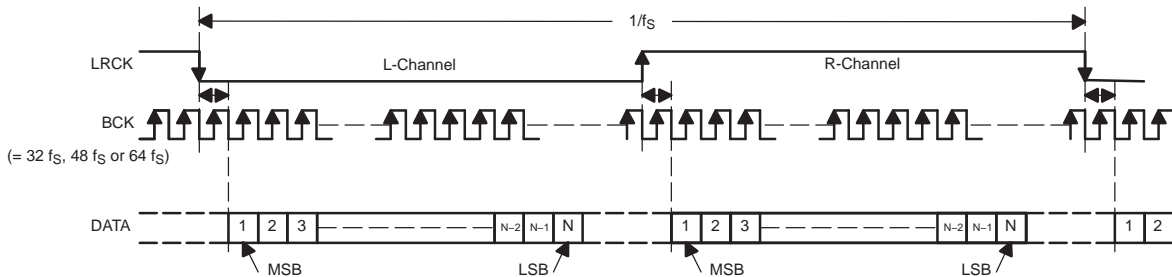 1/fS
LRCK
L-Channel
R-Channel
BCK
(= 32 fS, 48 fS or 64 fS)
DATA
1 2 3 N–2 N–1 N 1 2 3 N–2 N–1 N 1 2
MSB LSB MSB LSB